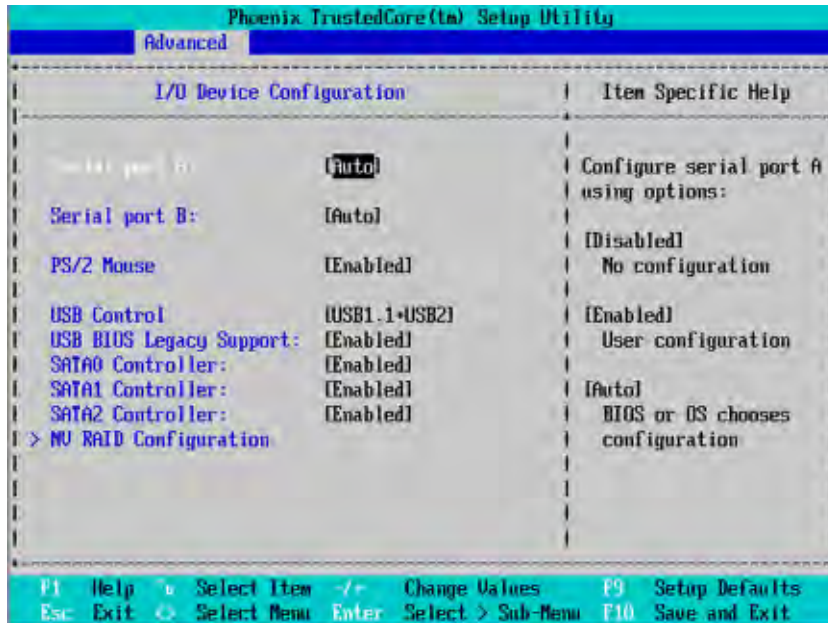 Phoenix TrustedCore(tm) Setup Utility
Advanced
I/O Device Configuration
Item Specific Help
Serial port A: [Auto]
Serial port B: [Auto]
PS/2 Mouse [Enabled]
USB Control [USB1.1+USB2]
USB BIOS Legacy Support: [Enabled]
SATA0 Controller: [Enabled]
SATA1 Controller: [Enabled]
SATA2 Controller: [Enabled]
> NV RAID Configuration
Configure serial port A
using options:
[Disabled]
No configuration
[Enabled]
User configuration
[Auto]
BIOS or OS chooses
configuration
F1 Help Select Item -/+ Change Values F9 Setup Defaults
Esc Exit <> Select Menu Enter Select > Sub-Menu F10 Save and Exit